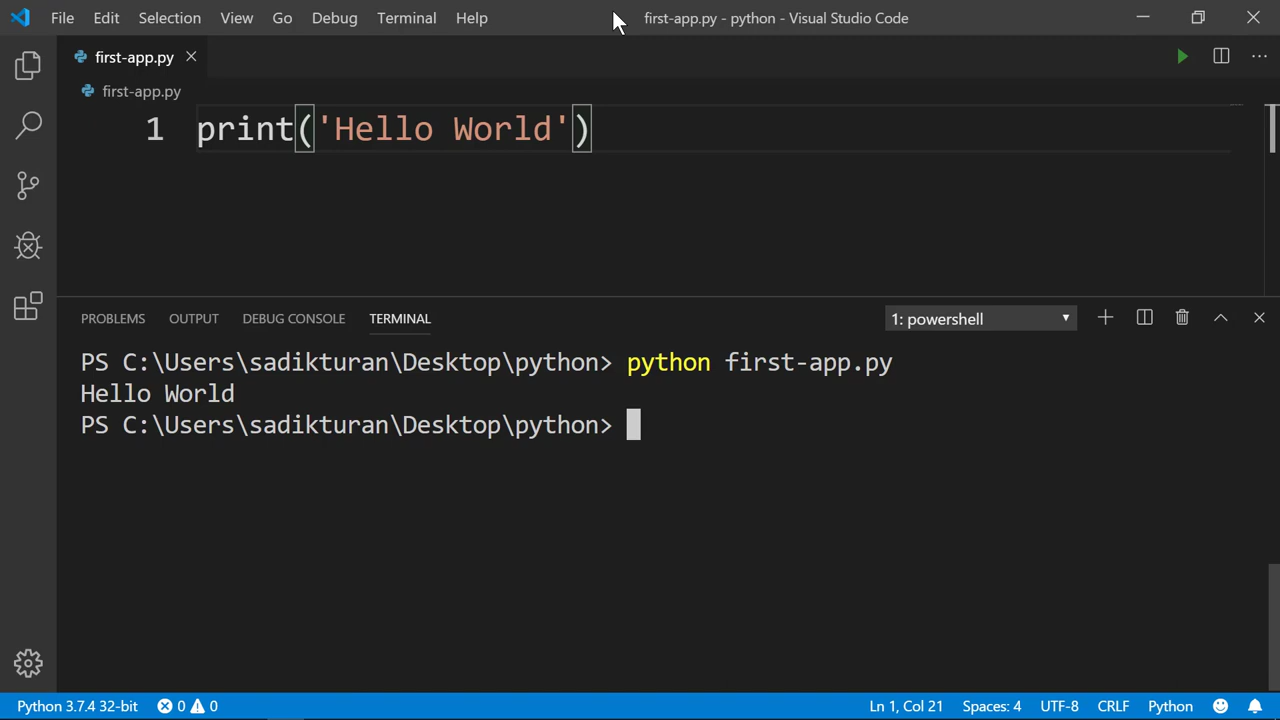 File Edit Selection View Go Debug Terminal Help first-app.py - python - Visual Studio Code
first-app.py
first-app.py
1 print('Hello World')
PROBLEMS OUTPUT DEBUG CONSOLE TERMINAL 1: powershell
PS C:\Users\sadikturan\Desktop\python> python first-app.py
Hello World
PS C:\Users\sadikturan\Desktop\python>
Python 3.7.4 32-bit 0 0 Ln 1, Col 21 Spaces: 4 UTF-8 CRLF Python